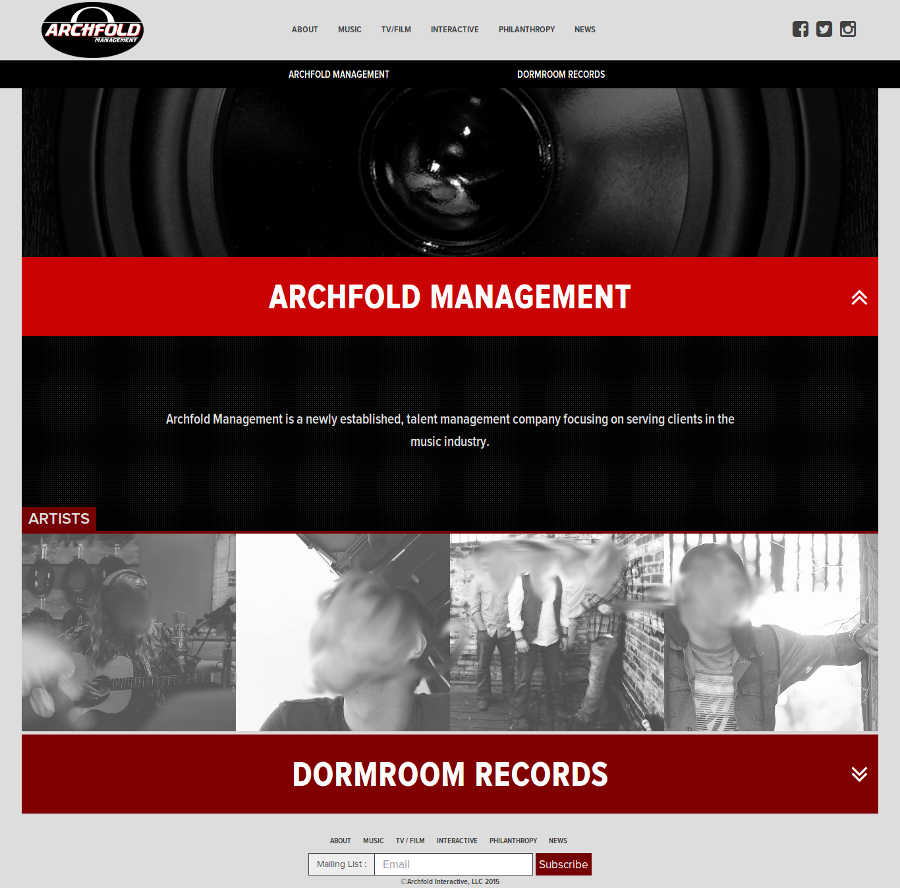 ARCHFOLD
MANAGEMENT
ABOUT MUSIC TV/FILM INTERACTIVE PHILANTHROPY NEWS
ARCHFOLD MANAGEMENT DORMROOM RECORDS
ARCHFOLD MANAGEMENT
Archfold Management is a newly established, talent management company focusing on serving clients in the
music industry.
ARTISTS
DORMROOM RECORDS
ABOUT MUSIC TV / FILM INTERACTIVE PHILANTHROPY NEWS
Mailing List : Email Subscribe
©Archfold Interactive, LLC 2015